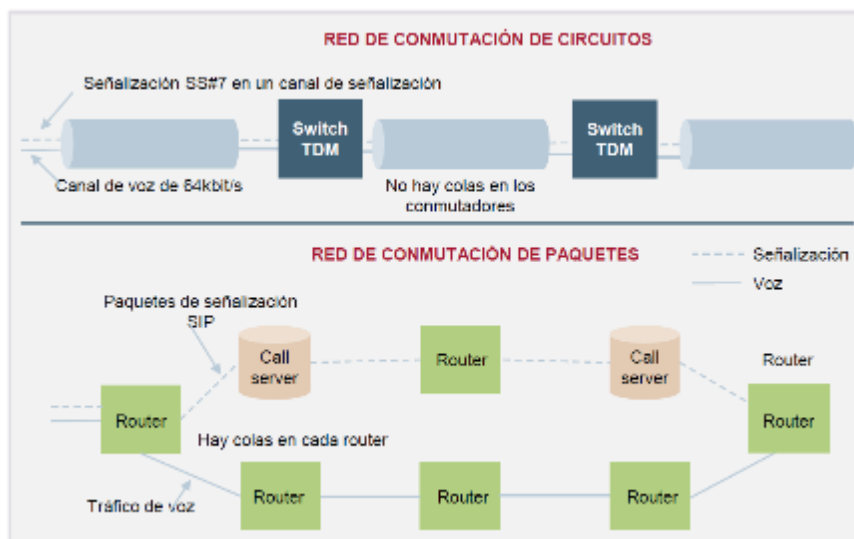 RED DE CONMUTACIÓN DE CIRCUITOS
Señalización SS#7 en un canal de señalización
Switch
TDM
Switch
TDM
Canal de voz de 64kbit/s
No hay colas en los
conmutadores
RED DE CONMUTACIÓN DE PAQUETES
Señalización
Voz
Paquetes de señalización
SIP
Call
server
Router
Call
server
Router
Router
Router
Hay colas en cada router
Router
Router
Router
Tráfico de voz